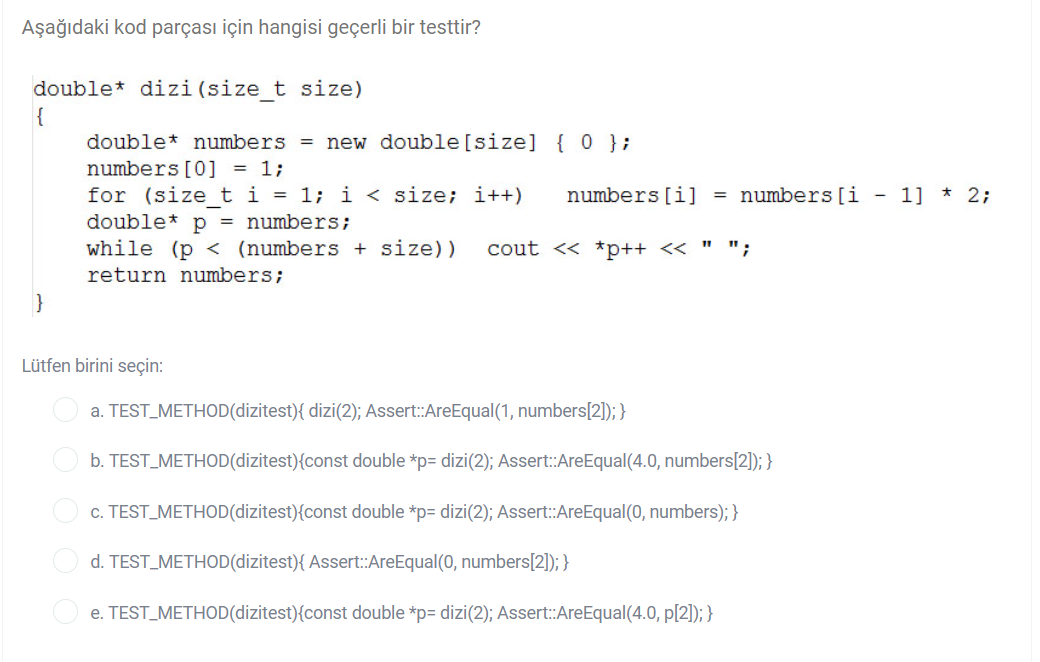 Aşağıdaki kod parçası için hangisi geçerli bir testtir?
double* dizi(size_t size)
{
    double* numbers = new double[size] { 0 };
    numbers[0] = 1;
    for (size_t i = 1; i < size; i++)   numbers[i] = numbers[i - 1] * 2;
    double* p = numbers;
    while (p < (numbers + size))  cout << *p++ << " ";
    return numbers;
}
Lütfen birini seçin:
a. TEST_METHOD(dizitest){ dizi(2); Assert::AreEqual(1, numbers[2]); }
b. TEST_METHOD(dizitest){const double *p= dizi(2); Assert::AreEqual(4.0, numbers[2]); }
c. TEST_METHOD(dizitest){const double *p= dizi(2); Assert::AreEqual(0, numbers); }
d. TEST_METHOD(dizitest){ Assert::AreEqual(0, numbers[2]); }
e. TEST_METHOD(dizitest){const double *p= dizi(2); Assert::AreEqual(4.0, p[2]); }